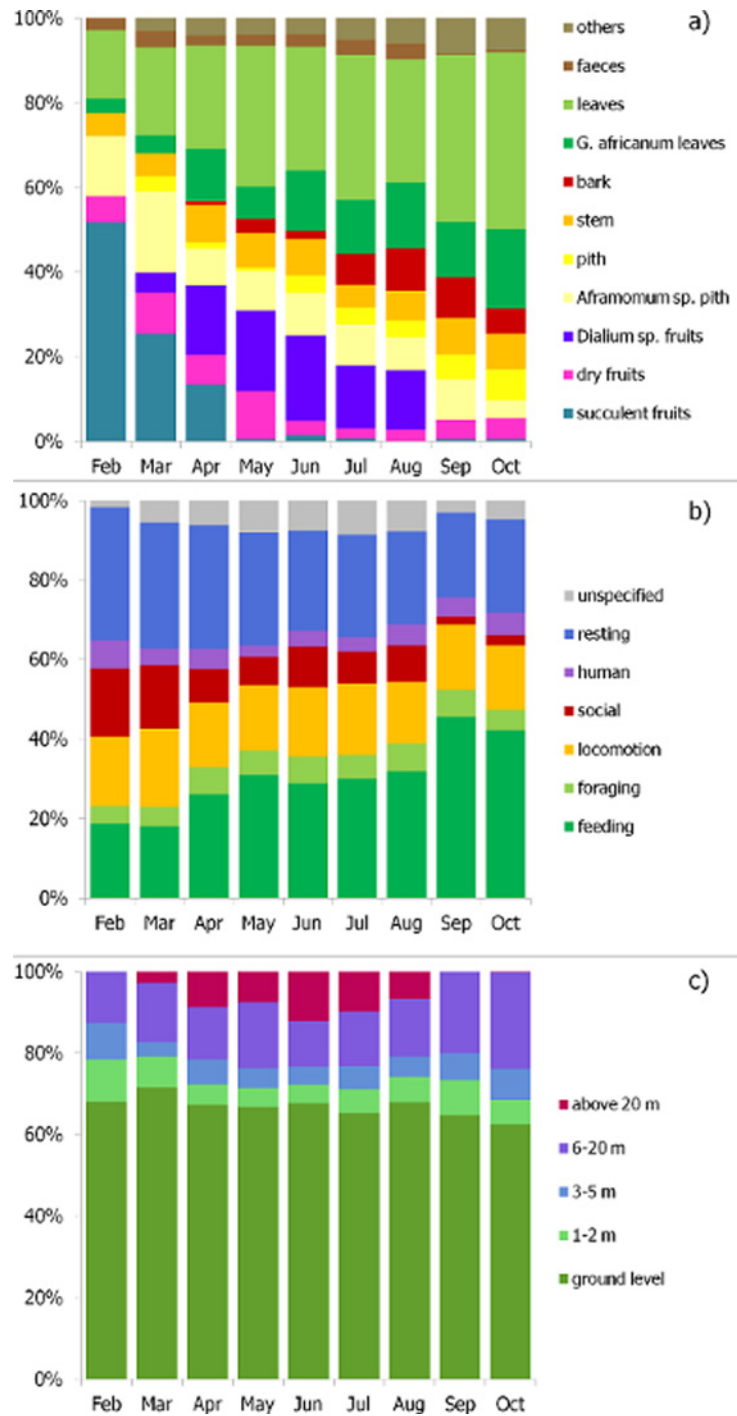 a)
100%
80%
60%
40%
20%
0%
Feb Mar Apr May Jun Jul Aug Sep Oct
others
faeces
leaves
G. africanum leaves
bark
stem
pith
Aframomum sp. pith
Dialium sp. fruits
dry fruits
succulent fruits
b)
100%
80%
60%
40%
20%
0%
Feb Mar Apr May Jun Jul Aug Sep Oct
unspecified
resting
human
social
locomotion
foraging
feeding
c)
100%
80%
60%
40%
20%
0%
Feb Mar Apr May Jun Jul Aug Sep Oct
above 20 m
6-20 m
3-5 m
1-2 m
ground level